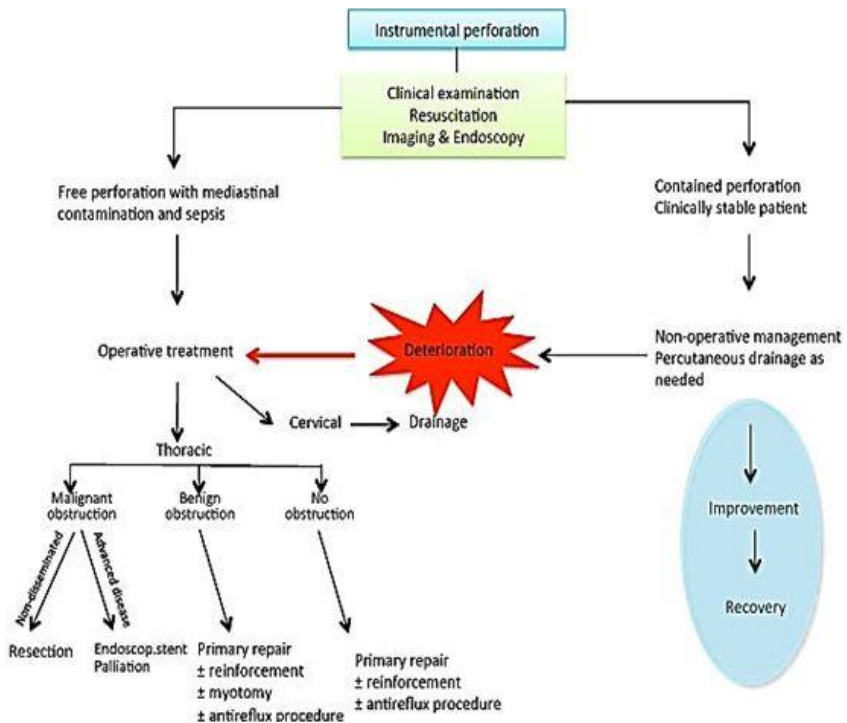 Instrumental perforation
Clinical examination
Resuscitation
Imaging & Endoscopy
Free perforation with mediastinal
contamination and sepsis
Contained perforation
Clinically stable patient
Operative treatment
Deterioration
Non-operative management
Percutaneous drainage as
needed
Cervical
Drainage
Thoracic
Malignant
obstruction
Benign
obstruction
No
obstruction
Improvement
Non-disseminated
Advanced disease
Recovery
Resection
Endoscop.stent
Palliation
Primary repair
± reinforcement
± myotomy
± antireflux procedure
Primary repair
± reinforcement
± antireflux procedure